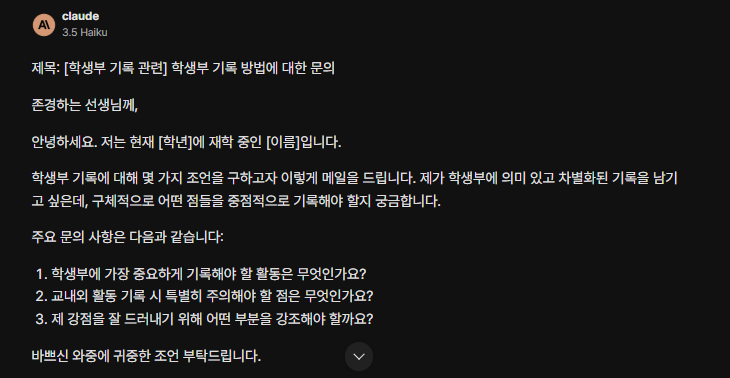 claude
3.5 Haiku
제목: [학생부 기록 관련] 학생부 기록 방법에 대한 문의
존경하는 선생님께,
안녕하세요. 저는 현재 [학년]에 재학 중인 [이름]입니다.
학생부 기록에 대해 몇 가지 조언을 구하고자 이렇게 메일을 드립니다. 제가 학생부에 의미 있고 차별화된 기록을 남기
고 싶은데, 구체적으로 어떤 점들을 중점적으로 기록해야 할지 궁금합니다.
주요 문의 사항은 다음과 같습니다:
1. 학생부에 가장 중요하게 기록해야 할 활동은 무엇인가요?
2. 교내외 활동 기록 시 특별히 주의해야 할 점은 무엇인가요?
3. 제 강점을 잘 드러내기 위해 어떤 부분을 강조해야 할까요?
바쁘신 와중에 귀중한 조언 부탁드립니다.